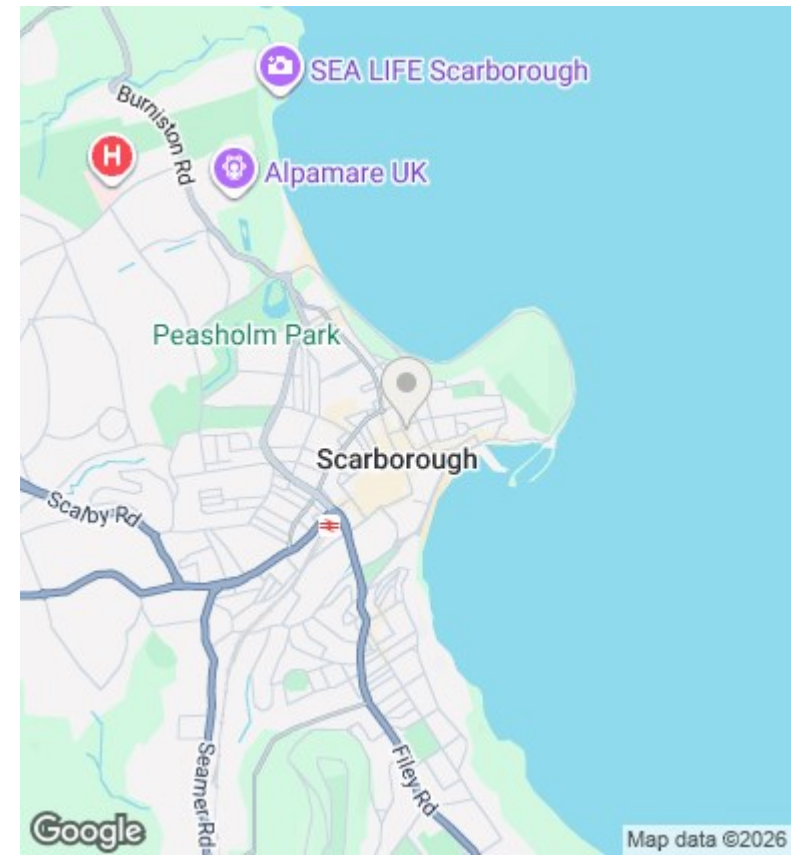 SEA LIFE Scarborough
Burniston Rd
H
Alpamare UK
Peasholm Park
Scarborough
Scalby Rd
Seamer Rd
Filey Rd
Google
Map data ©2026